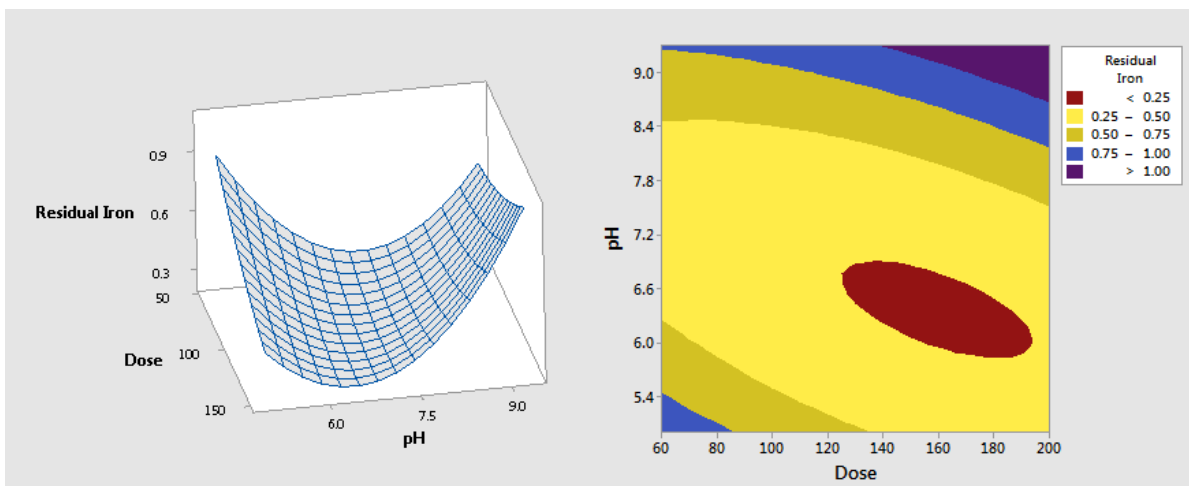 0.9
Residual Iron
0.6
0.3
50
Dose
100
150
6.0
7.5
9.0
pH
9.0
8.4
7.8
7.2
6.6
6.0
5.4
pH
60
80
100
120
140
160
180
200
Dose
Residual
Iron
< 0.25
0.25 – 0.50
0.50 – 0.75
0.75 – 1.00
> 1.00